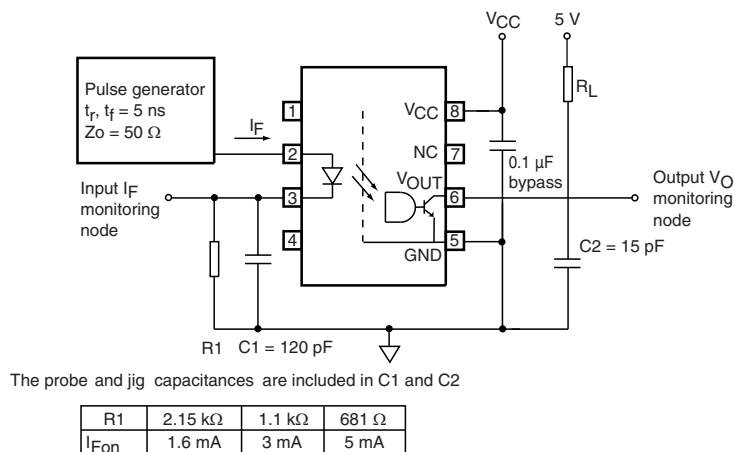 VCC
5 V
Pulse generator
tr, tf = 5 ns
Zo = 50 Ω
IF
1
2
3
4
VCC
8
NC
7
VOUT
6
5
GND
RL
0.1 μF
bypass
Input IF
monitoring
node
Output VO
monitoring
node
C2 = 15 pF
R1
C1 = 120 pF
The probe and jig capacitances are included in C1 and C2
R1 2.15 kΩ 1.1 kΩ 681 Ω
IFon 1.6 mA 3 mA 5 mA